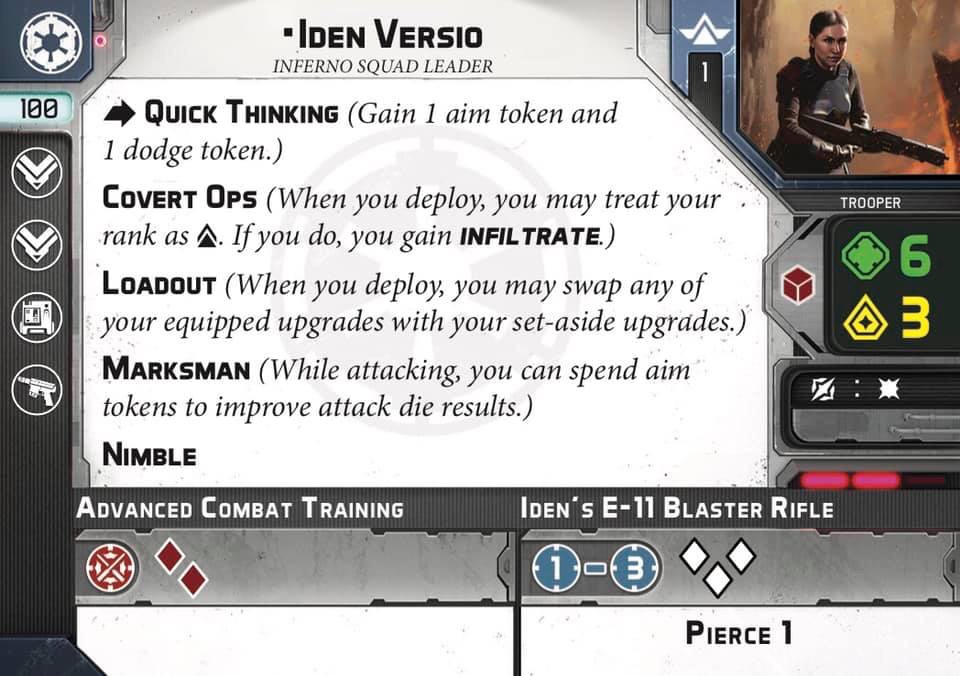 ▪Iden Versio
INFERNO SQUAD LEADER
1
100
Quick Thinking (Gain 1 aim token and
1 dodge token.)
Covert Ops (When you deploy, you may treat your
rank as . If you do, you gain INFILTRATE.)
Loadout (When you deploy, you may swap any of
your equipped upgrades with your set-aside upgrades.)
Marksman (While attacking, you can spend aim
tokens to improve attack die results.)
Nimble
TROOPER
6
3
:
Advanced Combat Training
Iden's E-11 Blaster Rifle
1-3
Pierce 1